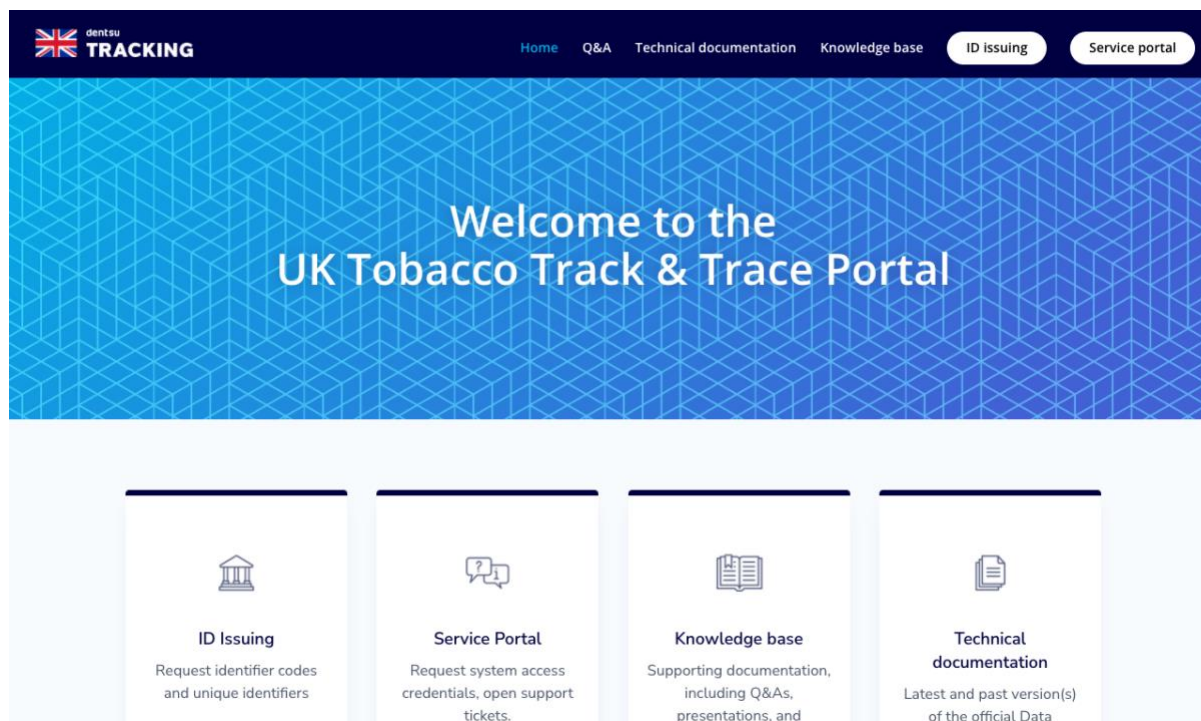 dentsu
TRACKING
Home Q&A Technical documentation Knowledge base ID issuing Service portal
Welcome to the
UK Tobacco Track & Trace Portal
? i
ID Issuing
Request identifier codes
and unique identifiers
Service Portal
Request system access
credentials, open support
tickets.
Knowledge base
Supporting documentation,
including Q&As,
presentations, and
Technical
documentation
Latest and past version(s)
of the official Data